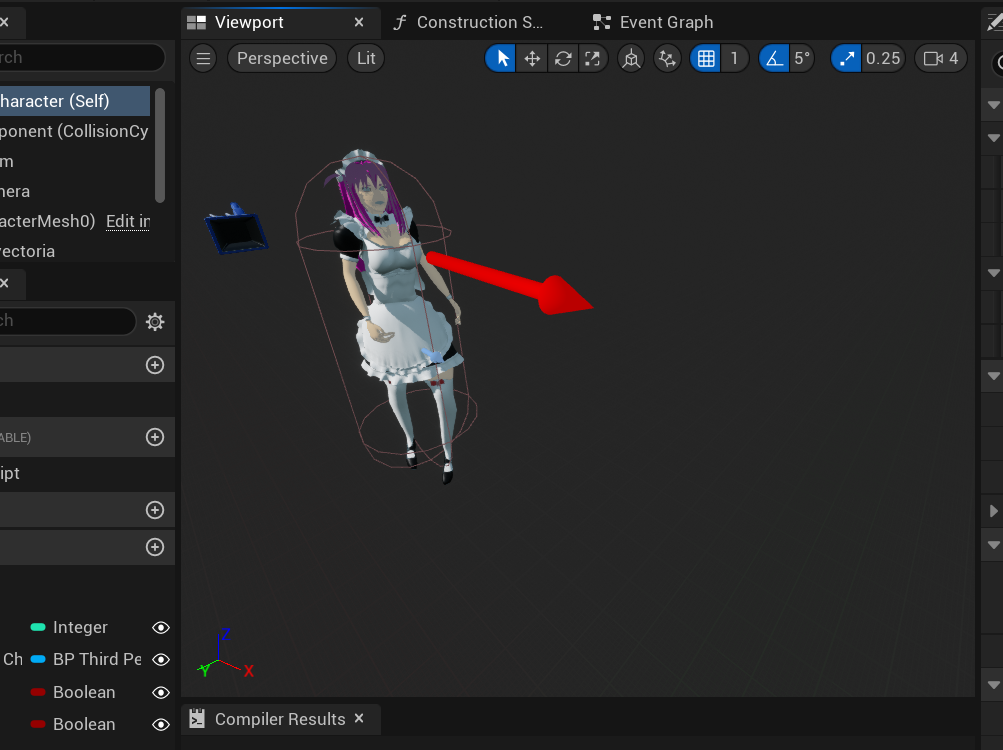 Viewport
Construction S...
Event Graph
rch
Perspective
Lit
1
5°
0.25
4
haracter (Self)
ponent (CollisionCy
m
nera
acterMesh0) Edit in
vectoria
ch
ABLE)
ipt
Integer
Ch BP Third Pe
Boolean
Boolean
Z
Y
X
Compiler Results